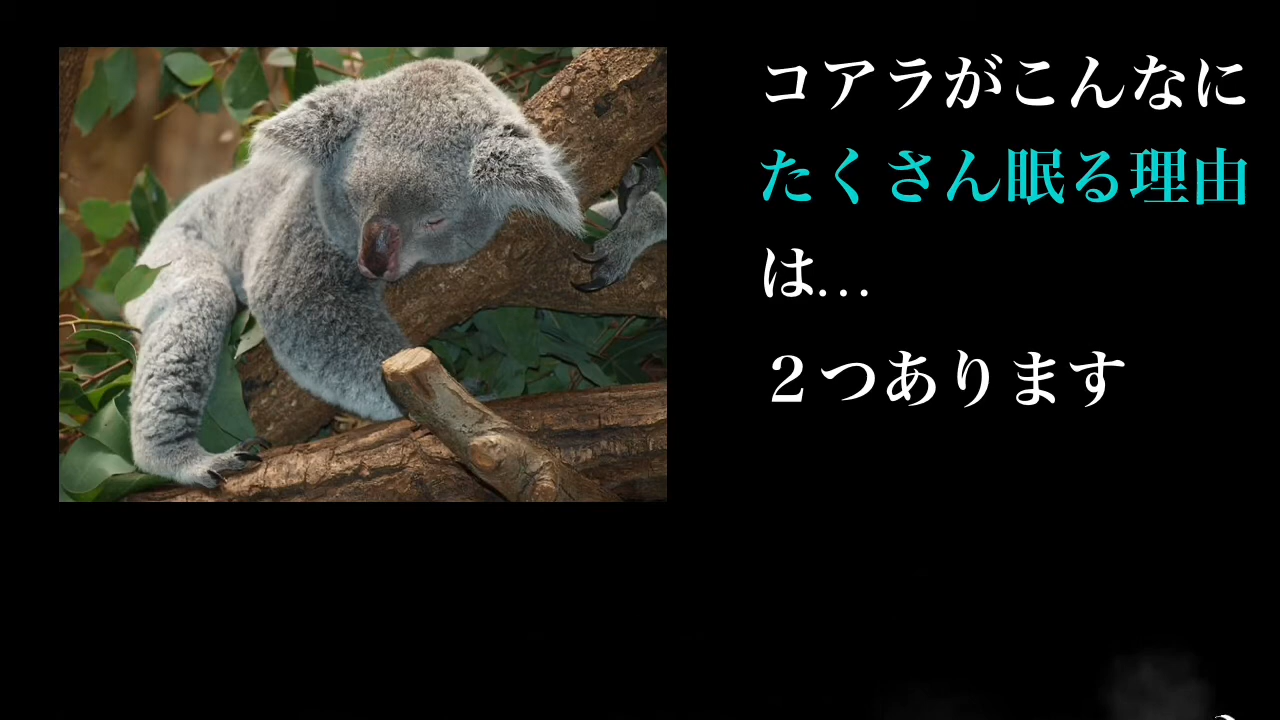 コアラがこんなに
たくさん眠る理由
は…
２つあります